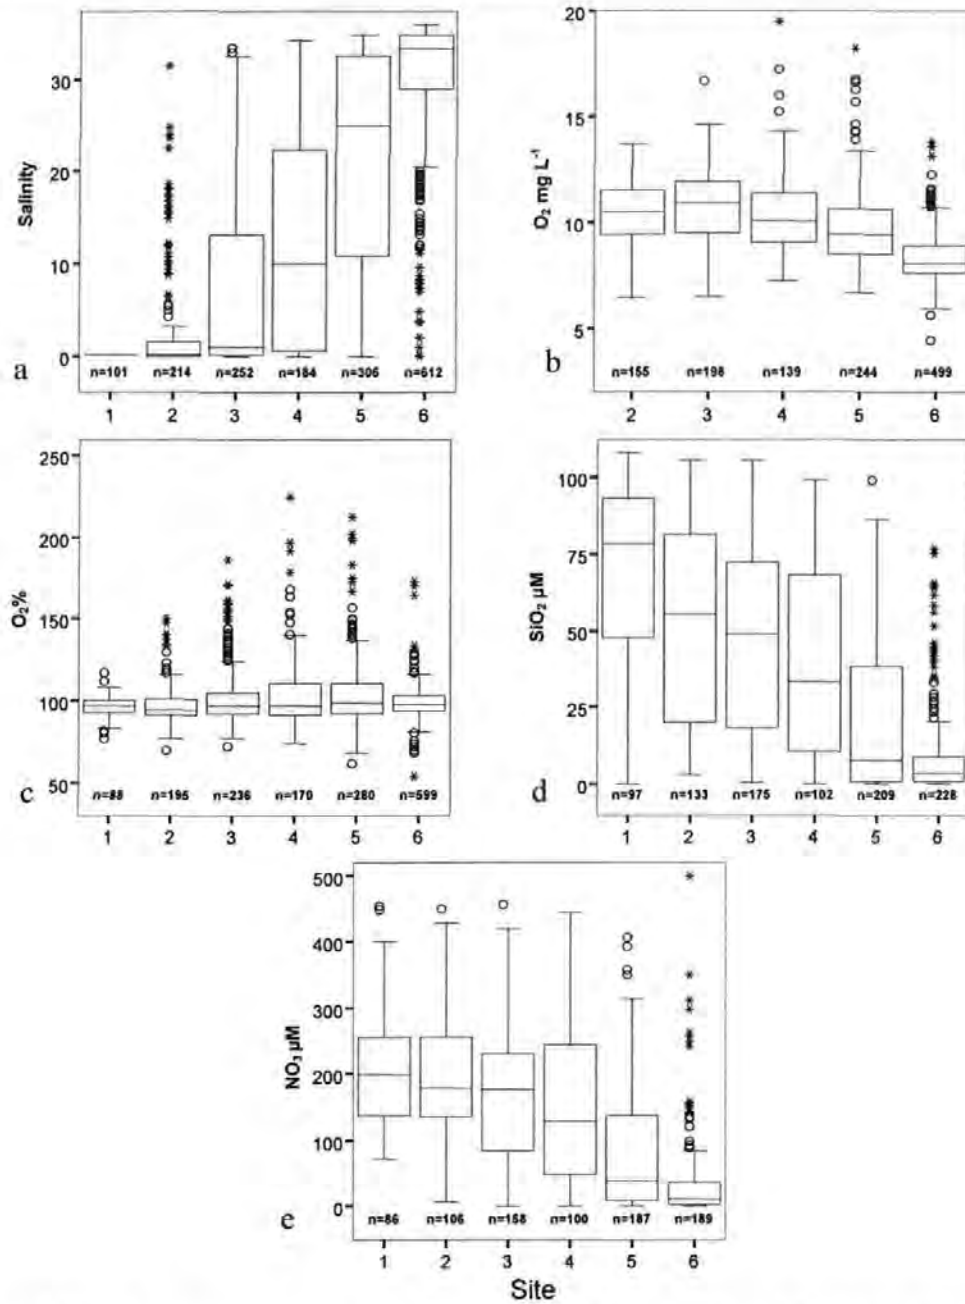 30
20
10
0
Salinity
a
n=101 n=214 n=252 n=184 n=306 n=612
1 2 3 4 5 6
20
15
10
5
O₂ mg L⁻¹
b
n=155 n=198 n=139 n=244 n=499
2 3 4 5 6
250
200
150
100
50
O₂%
c
n=88 n=195 n=236 n=170 n=280 n=599
1 2 3 4 5 6
100
75
50
25
0
SiO₂ µM
d
n=97 n=133 n=175 n=102 n=209 n=228
1 2 3 4 5 6
500
400
300
200
100
0
NO₃ µM
e
n=86 n=106 n=158 n=100 n=187 n=189
1 2 3 4 5 6
Site